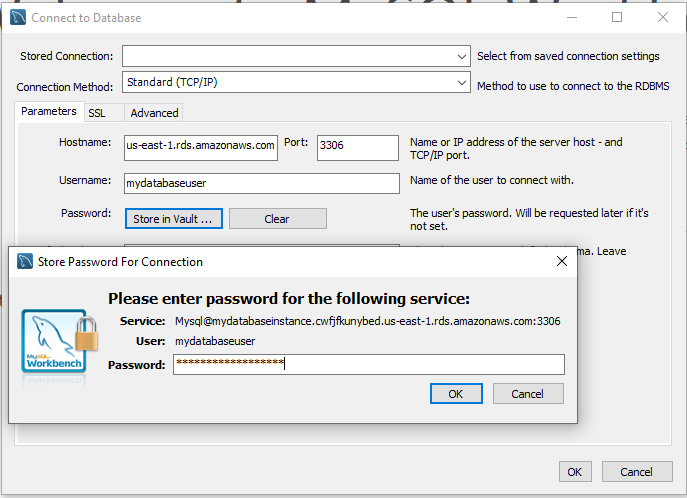 Connect to Database
Stored Connection:
Select from saved connection settings
Connection Method: Standard (TCP/IP)
Method to use to connect to the RDBMS
Parameters SSL Advanced
Hostname: us-east-1.rds.amazonaws.com Port: 3306
Name or IP address of the server host - and
TCP/IP port.
Username: mydatabaseuser
Name of the user to connect with.
Password: Store in Vault ... Clear
The user's password. Will be requested later if it's
not set.
Leave
Store Password For Connection
Please enter password for the following service:
Service: Mysql@mydatabaseinstance.cwfjfkunybed.us-east-1.rds.amazonaws.com:3306
User: mydatabaseuser
Password: ******************
MySQL
Workbench
OK Cancel
OK Cancel